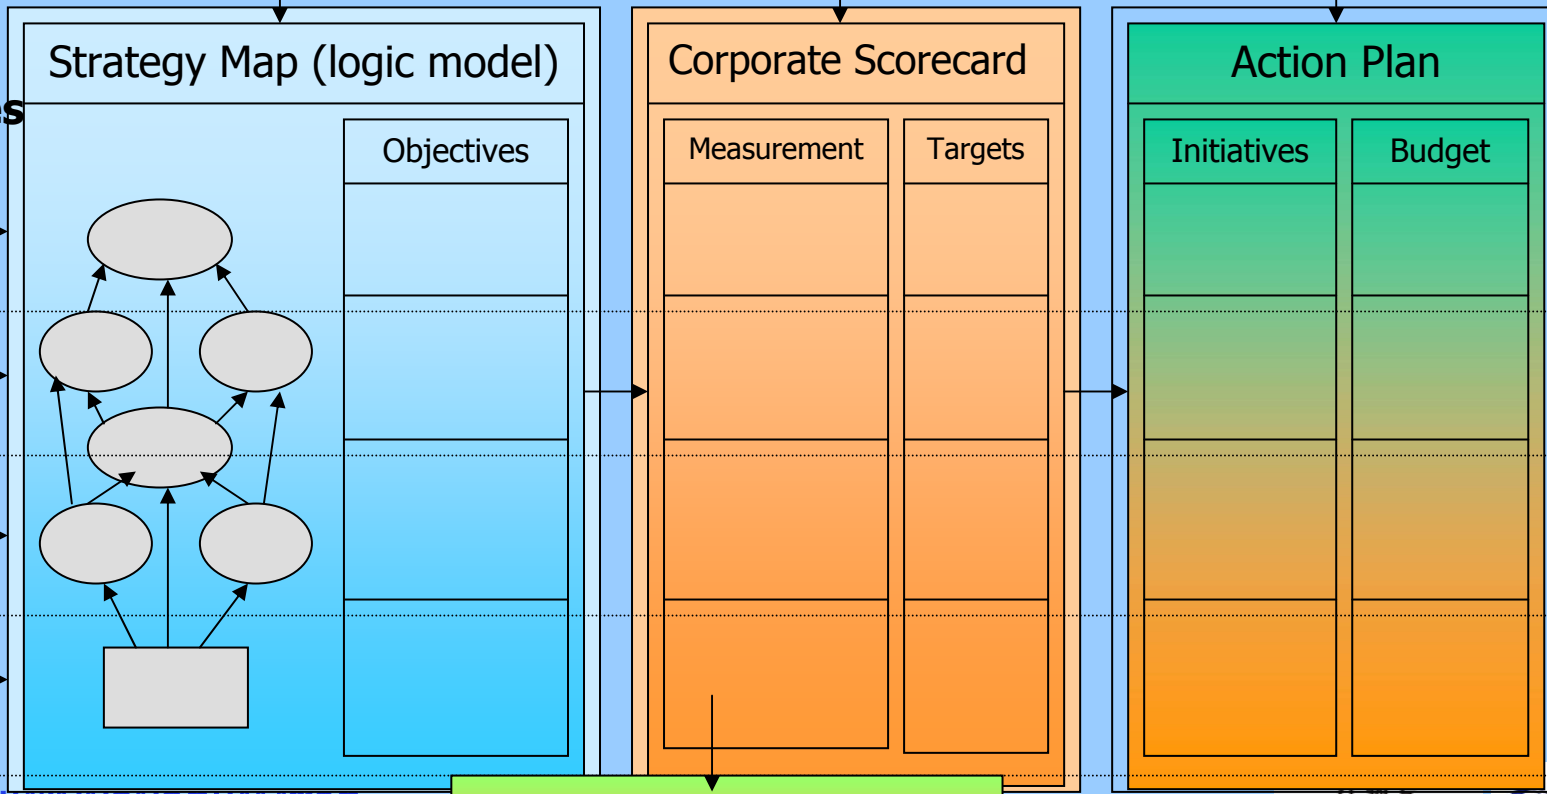 Strategy Map (logic model)
Corporate Scorecard
Action Plan
Objectives
Measurement
Targets
Initiatives
Budget